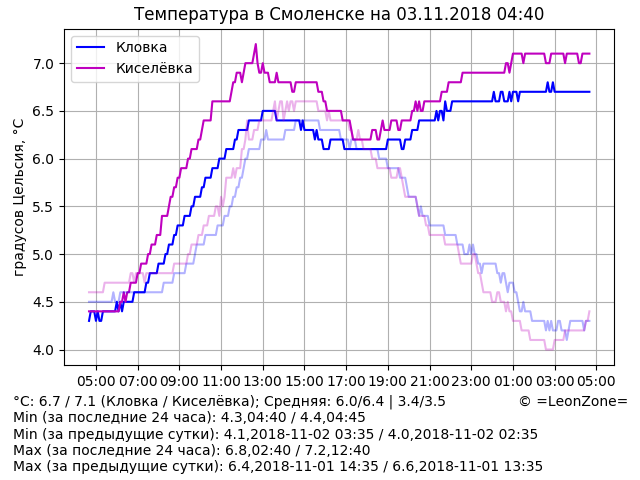 Температура в Смоленске на 03.11.2018 04:40
Кловка
Киселёвка
градусов Цельсия, °C
7.0
6.5
6.0
5.5
5.0
4.5
4.0
05:00 07:00 09:00 11:00 13:00 15:00 17:00 19:00 21:00 23:00 01:00 03:00 05:00
°C: 6.7 / 7.1 (Кловка / Киселёвка); Средняя: 6.0/6.4 | 3.4/3.5 © =LeonZone=
Min (за последние 24 часа): 4.3,04:40 / 4.4,04:45
Min (за предыдущие сутки): 4.1,2018-11-02 03:35 / 4.0,2018-11-02 02:35
Max (за последние 24 часа): 6.8,02:40 / 7.2,12:40
Max (за предыдущие сутки): 6.4,2018-11-01 14:35 / 6.6,2018-11-01 13:35